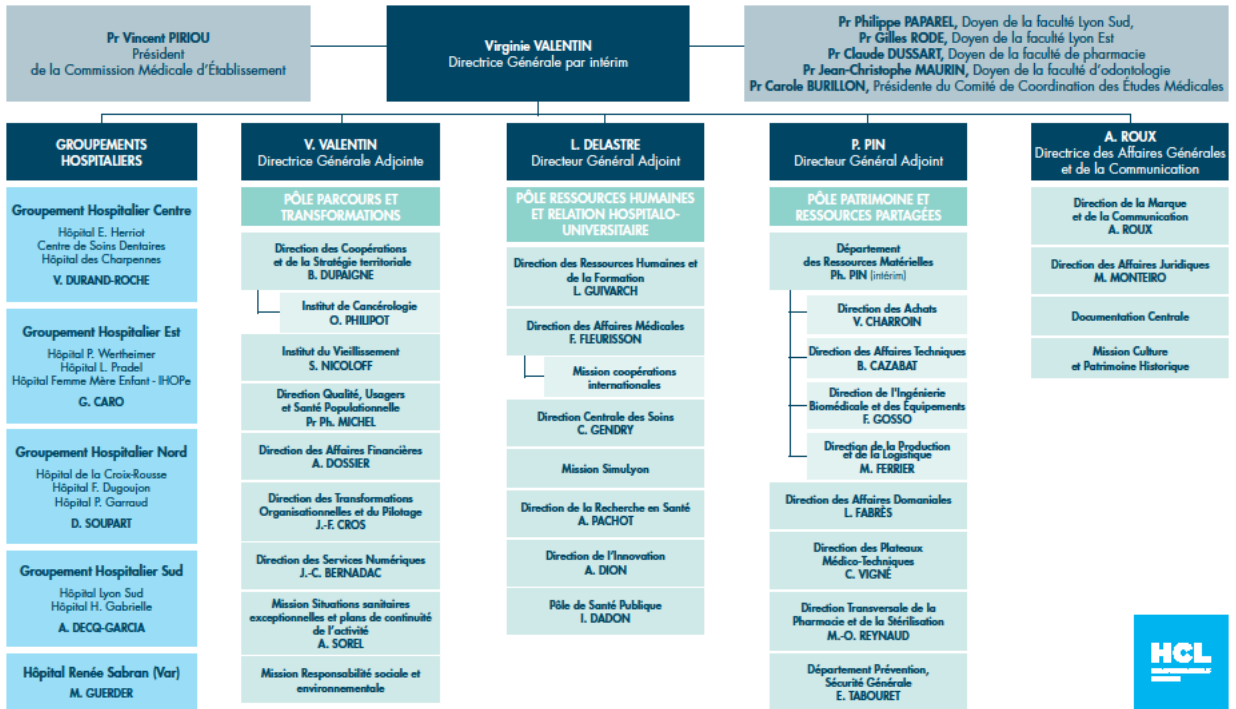 Pr Vincent PIRIOU
Président
de la Commission Médicale d'Établissement
Virginie VALENTIN
Directrice Générale par intérim
Pr Philippe PAPAREL, Doyen de la faculté Lyon Sud,
Pr Gilles RODE, Doyen de la faculté Lyon Est
Pr Claude DUSSART, Doyen de la faculté de pharmacie
Pr Jean-Christophe MAURIN, Doyen de la faculté d'odontologie
Pr Carole BURILLON, Présidente du Comité de Coordination des Études Médicales
GROUPEMENTS
HOSPITALIERS
Groupement Hospitalier Centre
Hôpital E. Herriot
Centre de Soins Dentaires
Hôpital des Charpennes
V. DURAND-ROCHE
Groupement Hospitalier Est
Hôpital P. Wertheimer
Hôpital L. Pradel
Hôpital Femme Mère Enfant - IHOPe
G. CARO
Groupement Hospitalier Nord
Hôpital de la Croix-Rousse
Hôpital F. Dugoujon
Hôpital P. Garraud
D. SOUPART
Groupement Hospitalier Sud
Hôpital Lyon Sud
Hôpital H. Gabrielle
A. DECQ-GARCIA
Hôpital Renée Sabran (Var)
M. GUERDER
V. VALENTIN
Directrice Générale Adjointe
PÔLE PARCOURS ET
TRANSFORMATIONS
Direction des Coopérations
et de la Stratégie territoriale
B. DUPAIGNE
Institut de Cancérologie
O. PHILIPOT
Institut du Vieillissement
S. NICOLOFF
Direction Qualité, Usagers
et Santé Populationnelle
Pr Ph. MICHEL
Direction des Affaires Financières
A. DOSSIER
Direction des Transformations
Organisationnelles et du Pilotage
J.-F. CROS
Direction des Services Numériques
J.-C. BERNADAC
Mission Situations sanitaires
exceptionnelles et plans de continuité
de l'activité
A. SOREL
Mission Responsabilité sociale et
environnementale
L. DELASTRE
Directeur Général Adjoint
PÔLE RESSOURCES HUMAINES
ET RELATION HOSPITALO-
UNIVERSITAIRE
Direction des Ressources Humaines et
de la Formation
L. GUIVARCH
Direction des Affaires Médicales
F. FLEURISSON
Mission coopérations
internationales
Direction Centrale des Soins
C. GENDRY
Mission SimuLyon
Direction de la Recherche en Santé
A. PACHOT
Direction de l'Innovation
A. DION
Pôle de Santé Publique
I. DADON
P. PIN
Directeur Général Adjoint
PÔLE PATRIMOINE ET
RESSOURCES PARTAGÉES
Département
des Ressources Matérielles
Ph. PIN (intérim)
Direction des Achats
V. CHARROIN
Direction des Affaires Techniques
B. CAZABAT
Direction de l'Ingénierie
Biomédicale et des Équipements
F. GOSSO
Direction de la Production
et de la Logistique
M. FERRIER
Direction des Affaires Domaniales
L. FABRÈS
Direction des Plateaux
Médico-Techniques
C. VIGNÉ
Direction Transversale de la
Pharmacie et de la Stérilisation
M.-O. REYNAUD
Département Prévention,
Sécurité Générale
E. TABOURET
A. ROUX
Directrice des Affaires Générales
et de la Communication
Direction de la Marque
et de la Communication
A. ROUX
Direction des Affaires Juridiques
M. MONTEIRO
Documentation Centrale
Mission Culture
et Patrimoine Historique
HCL